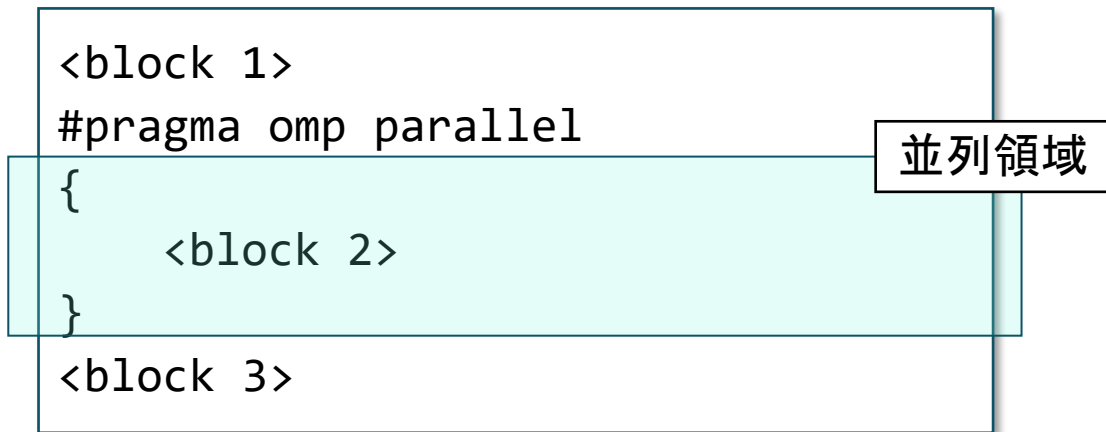 <block 1>
#pragma omp parallel
並列領域
{
    <block 2>
}
<block 3>